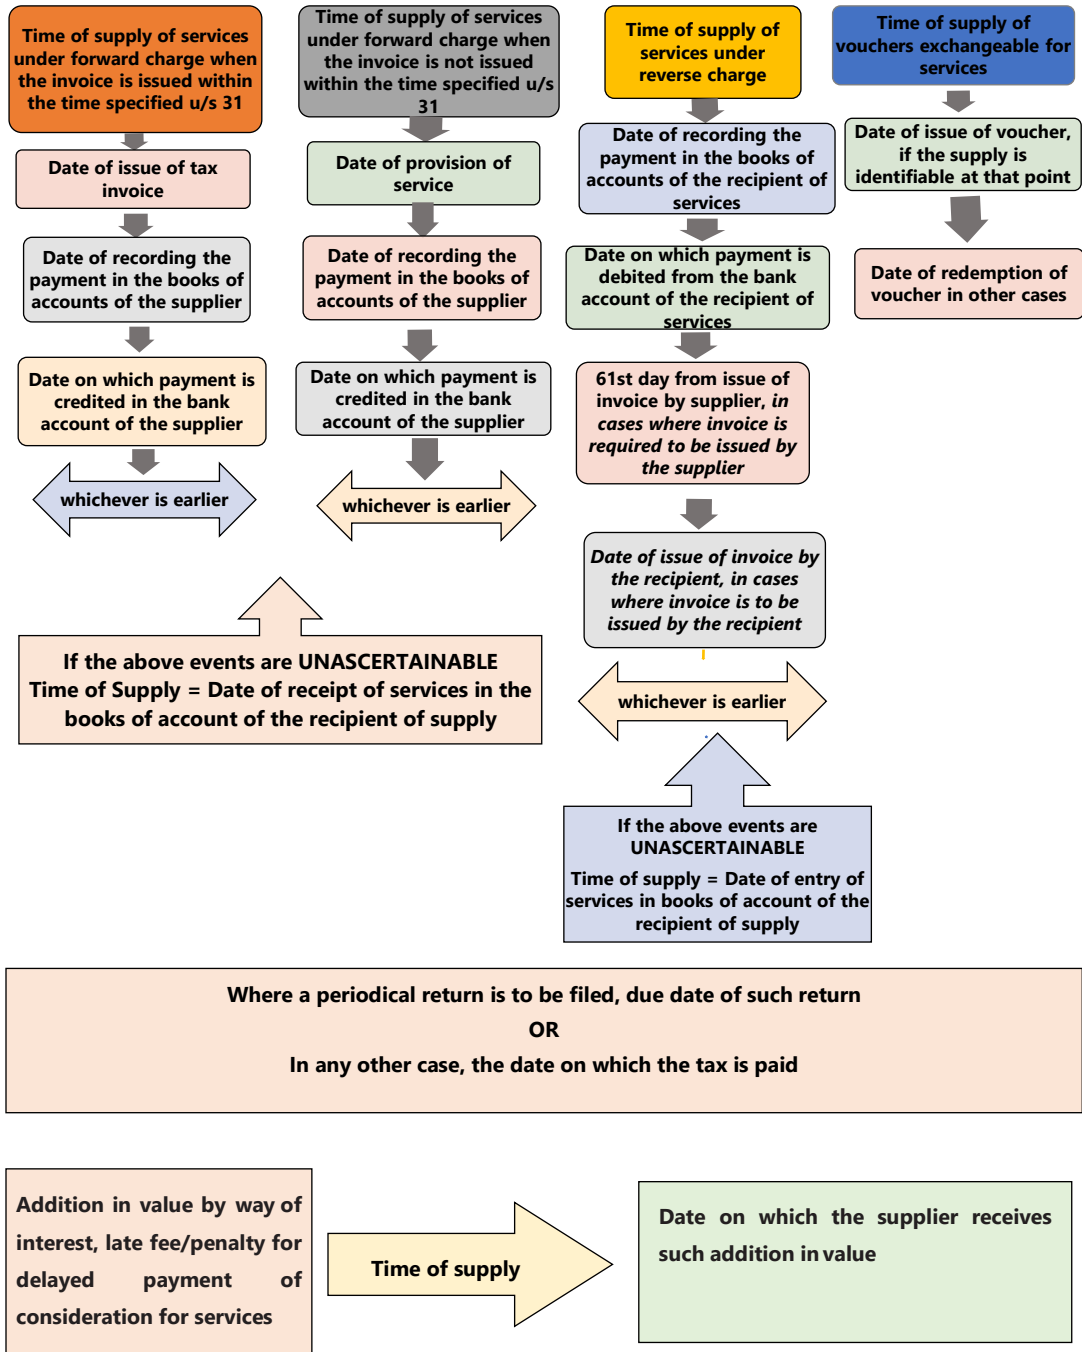 Time of supply of services
under forward charge when
the invoice is issued within
the time specified u/s 31
Date of issue of tax
invoice
Date of recording the
payment in the books of
accounts of the supplier
Date on which payment is
credited in the bank
account of the supplier
whichever is earlier
Time of supply of services
under forward charge when
the invoice is not issued
within the time specified u/s
31
Date of provision of
service
Date of recording the
payment in the books of
accounts of the supplier
Date on which payment is
credited in the bank
account of the supplier
whichever is earlier
If the above events are UNASCERTAINABLE
Time of Supply = Date of receipt of services in the
books of account of the recipient of supply
Time of supply of
services under
reverse charge
Date of recording the
payment in the books of
accounts of the recipient of
services
Date on which payment is
debited from the bank
account of the recipient of
services
61st day from issue of
invoice by supplier, in
cases where invoice is
required to be issued by
the supplier
Date of issue of invoice by
the recipient, in cases
where invoice is to be
issued by the recipient
whichever is earlier
If the above events are
UNASCERTAINABLE
Time of supply = Date of entry of
services in books of account of the
recipient of supply
Time of supply of
vouchers exchangeable for
services
Date of issue of voucher,
if the supply is
identifiable at that point
Date of redemption of
voucher in other cases
Where a periodical return is to be filed, due date of such return
OR
In any other case, the date on which the tax is paid
Addition in value by way of
interest, late fee/penalty for
delayed payment of
consideration for services
Time of supply
Date on which the supplier receives
such addition in value